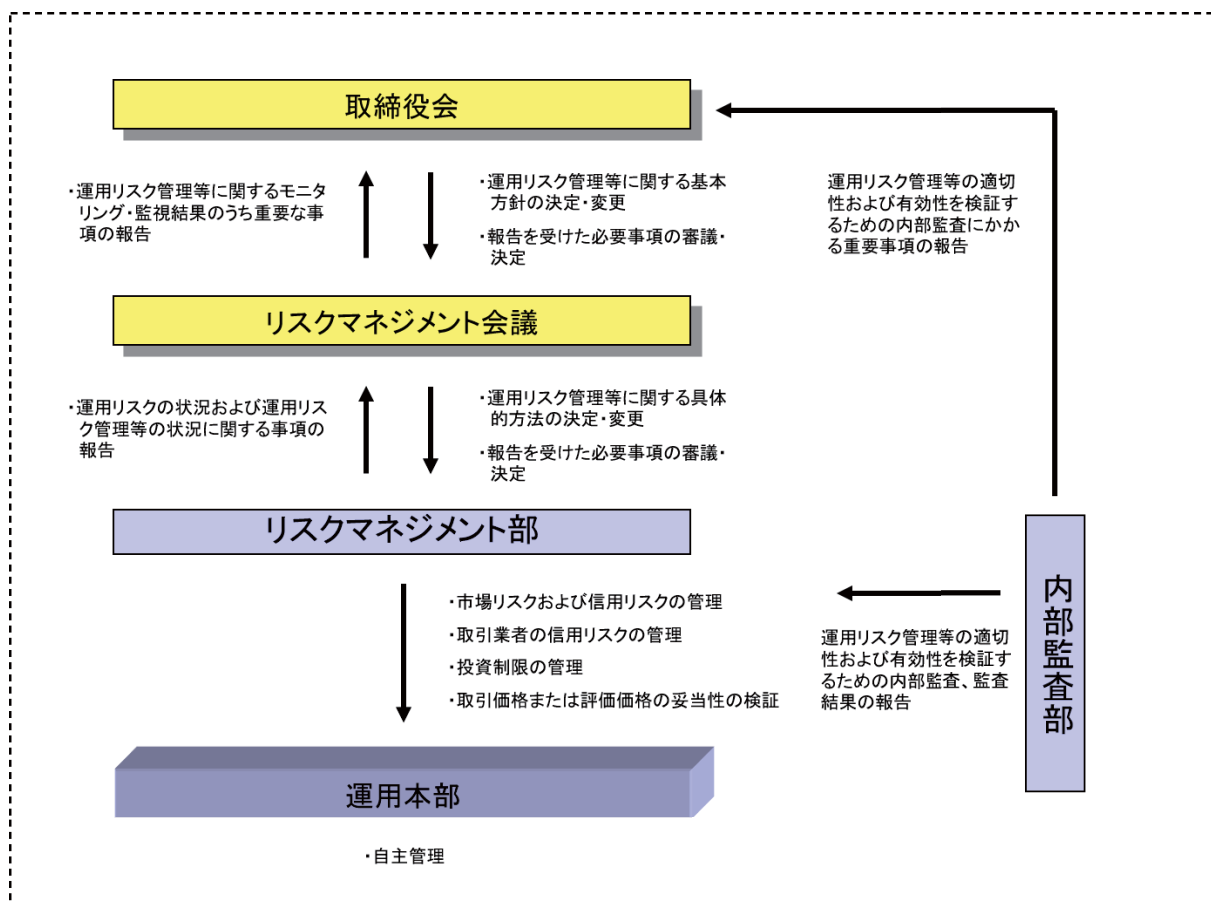 取締役会
・運用リスク管理等に関するモニ
タリング・監視結果のうち重要な事
項の報告
・運用リスク管理等に関する基本
方針の決定・変更
・報告を受けた必要事項の審議・
決定
運用リスク管理等の適切
性および有効性を検証す
るための内部監査にかか
る重要事項の報告
リスクマネジメント会議
・運用リスクの状況および運用リス
ク管理等の状況に関する事項の
報告
・運用リスク管理等に関する具体
的方法の決定・変更
・報告を受けた必要事項の審議・
決定
リスクマネジメント部
・市場リスクおよび信用リスクの管理
・取引業者の信用リスクの管理
・投資制限の管理
・取引価格または評価価格の妥当性の検証
運用リスク管理等の適切
性および有効性を検証す
るための内部監査、監査
結果の報告
内部監査部
運用本部
・自主管理